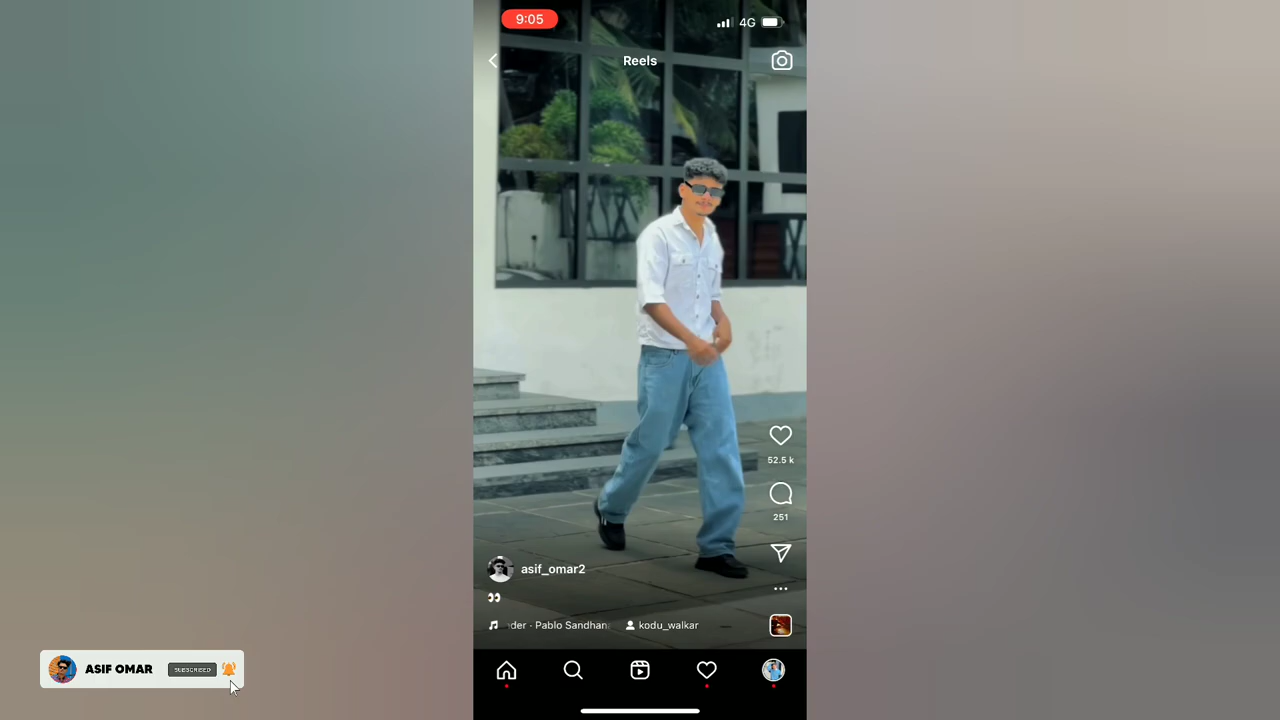 9:05
4G
Reels
52.5 k
251
asif_omar2
der · Pablo Sandhan
kodu_walkar
ASIF OMAR
SUBSCRIBED